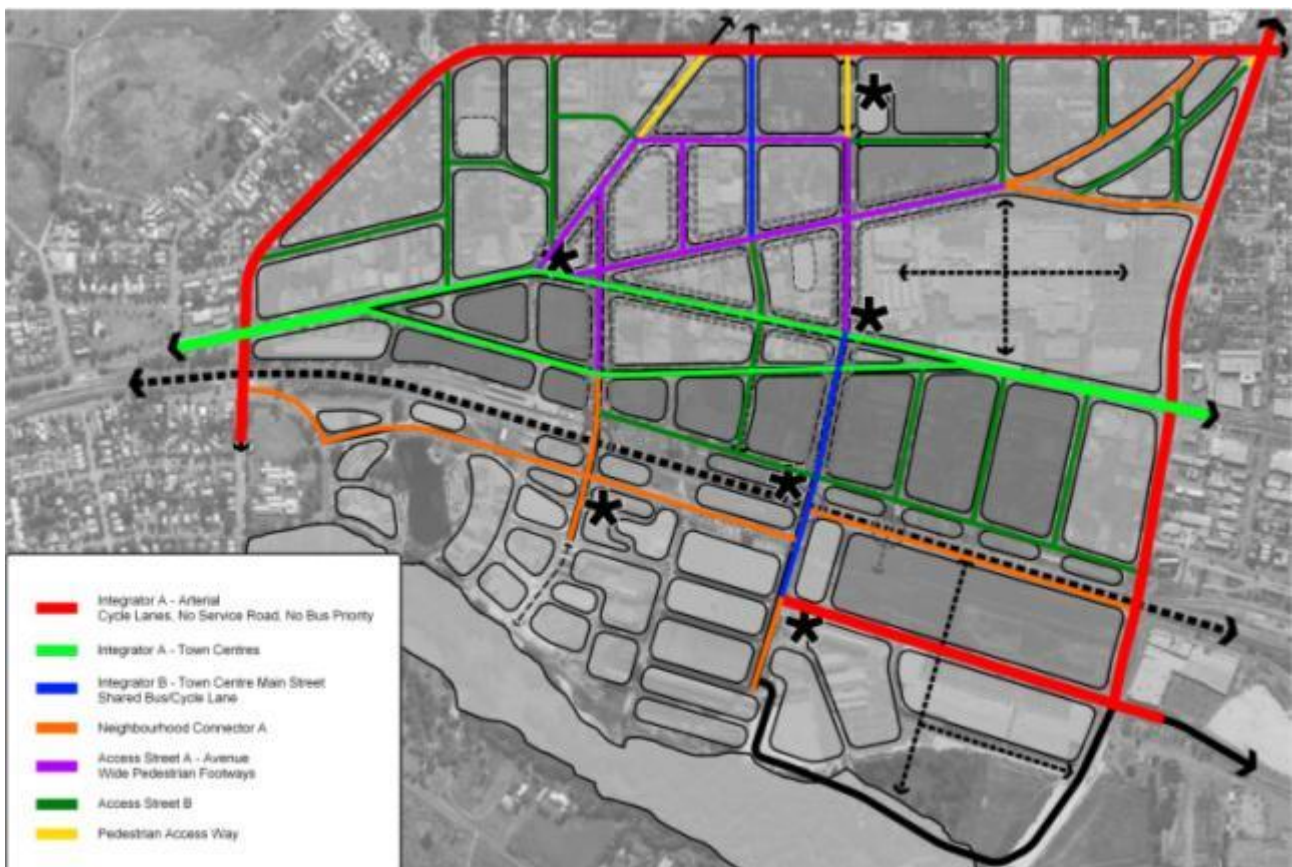 Integrator A - Arterial
Cycle Lanes, No Service Road, No Bus Priority
Integrator A - Town Centres
Integrator B - Town Centre Main Street
Shared Bus/Cycle Lane
Neighbourhood Connector A
Access Street A - Avenue
Wide Pedestrian Footways
Access Street B
Pedestrian Access Way